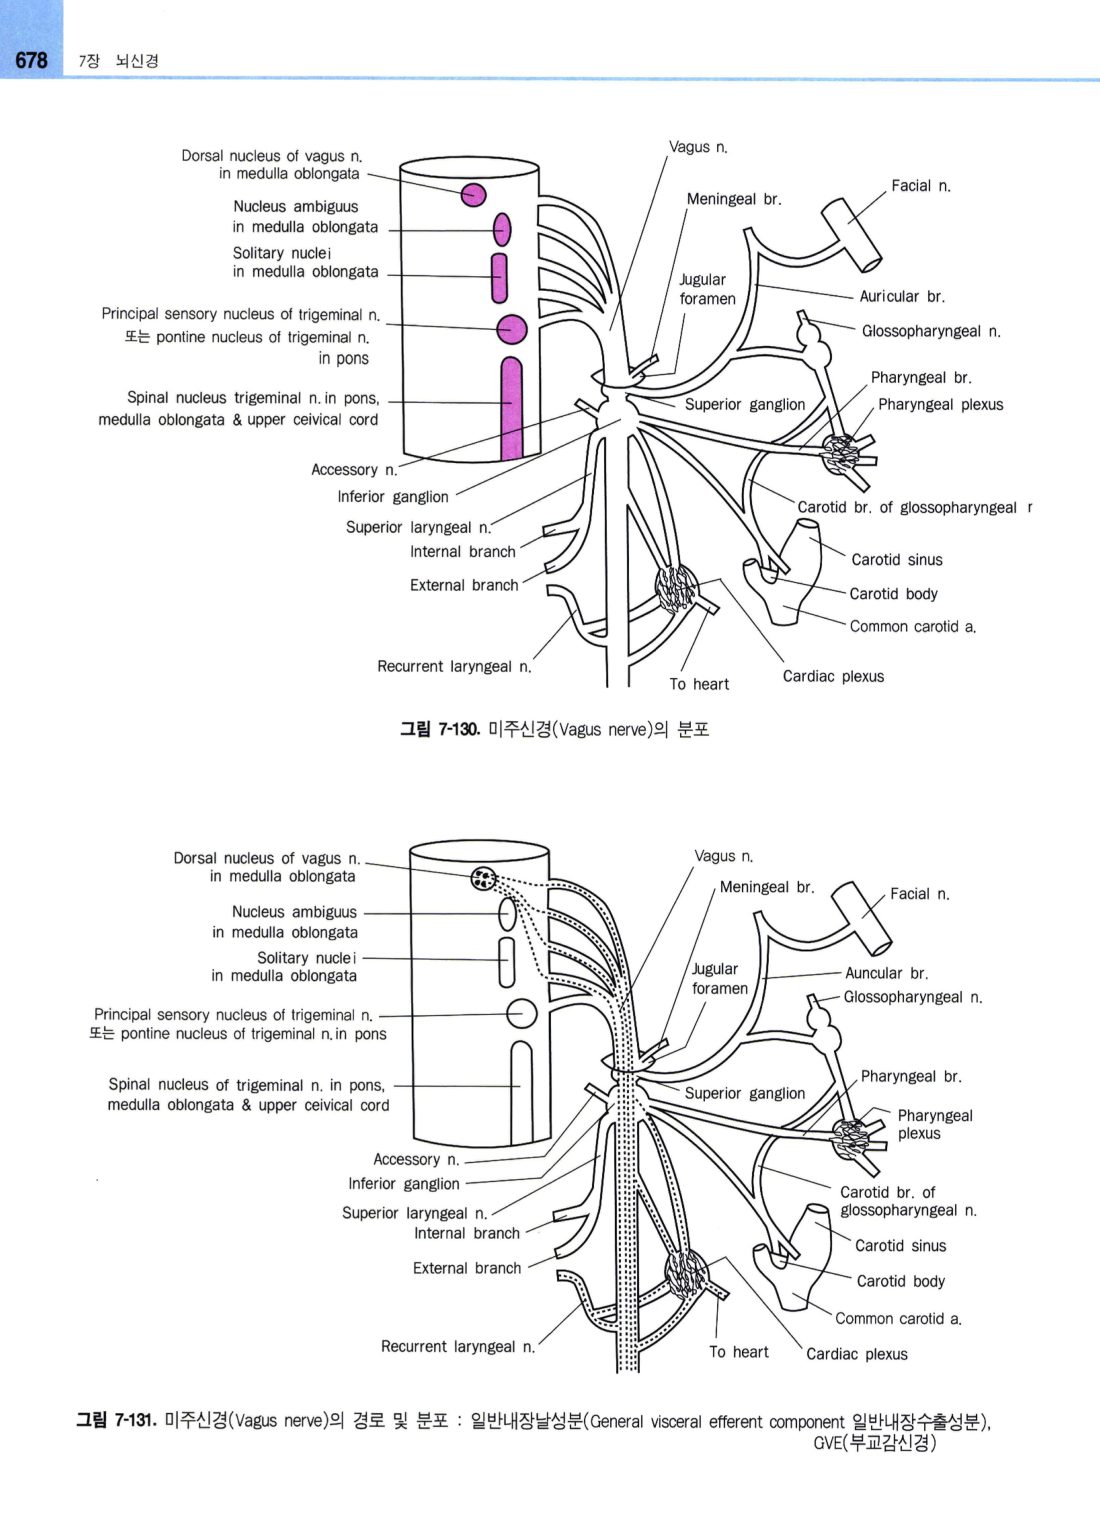 678
7장 뇌신경
Dorsal nucleus of vagus n.
in medulla oblongata
Nucleus ambiguus
in medulla oblongata
Solitary nuclei
in medulla oblongata
Principal sensory nucleus of trigeminal n.
또는 pontine nucleus of trigeminal n.
in pons
Spinal nucleus trigeminal n. in pons,
medulla oblongata & upper ceivical cord
Accessory n.
Inferior ganglion
Superior laryngeal n.
Internal branch
External branch
Recurrent laryngeal n.
Vagus n.
Meningeal br.
Facial n.
Jugular
foramen
Auricular br.
Glossopharyngeal n.
Pharyngeal br.
Superior ganglion
Pharyngeal plexus
Carotid br. of glossopharyngeal r
Carotid sinus
Carotid body
Common carotid a.
Cardiac plexus
To heart
그림 7-130. 미주신경(Vagus nerve)의 분포
Dorsal nucleus of vagus n.
in medulla oblongata
Nucleus ambiguus
in medulla oblongata
Solitary nuclei
in medulla oblongata
Principal sensory nucleus of trigeminal n.
또는 pontine nucleus of trigeminal n. in pons
Spinal nucleus of trigeminal n. in pons,
medulla oblongata & upper ceivical cord
Accessory n.
Inferior ganglion
Superior laryngeal n.
Internal branch
External branch
Recurrent laryngeal n.
Vagus n.
Meningeal br.
Facial n.
Jugular
foramen
Auncular br.
Glossopharyngeal n.
Pharyngeal br.
Superior ganglion
Pharyngeal
plexus
Carotid br. of
glossopharyngeal n.
Carotid sinus
Carotid body
Common carotid a.
To heart
Cardiac plexus
그림 7-131. 미주신경(Vagus nerve)의 경로 및 분포 : 일반내장날성분(General visceral efferent component 일반내장수출성분),
GVE(부교감신경)